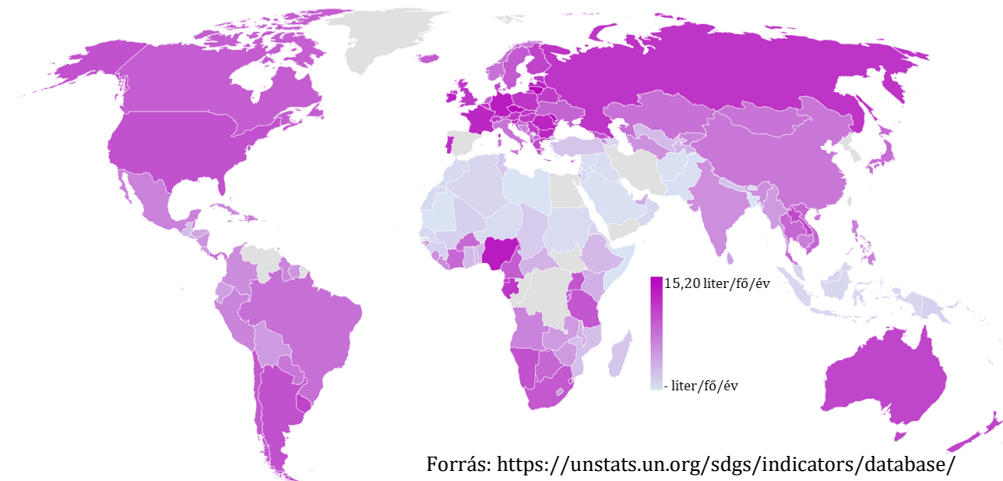 15,20 liter/fő/év
- liter/fő/év
Forrás: https://unstats.un.org/sdgs/indicators/database/